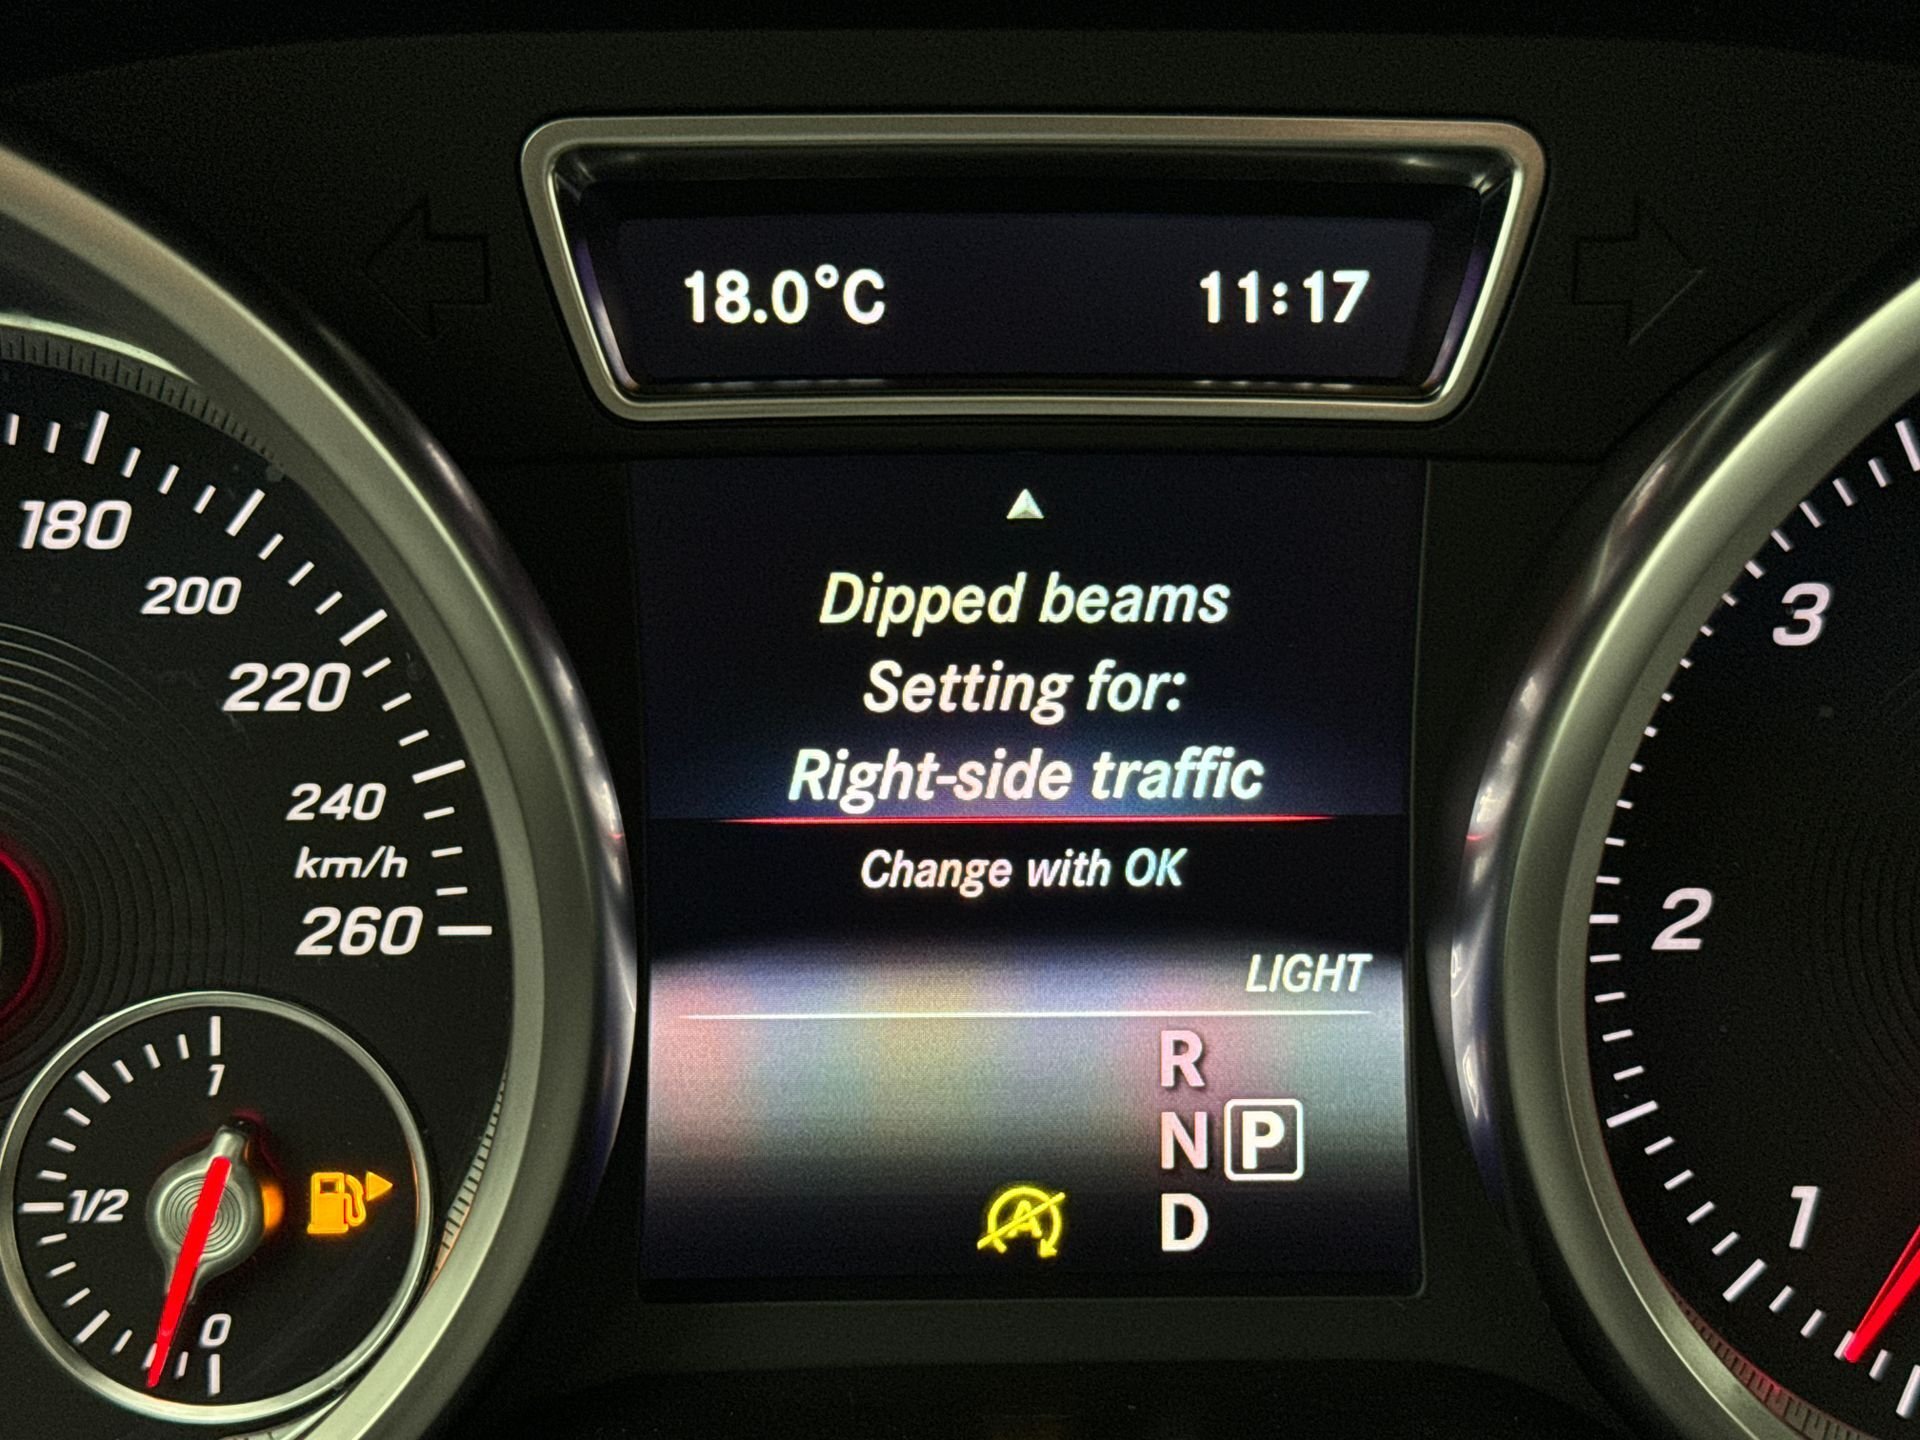 18.0°C 11:17
Dipped beams
Setting for:
Right-side traffic
Change with OK
LIGHT
R
N P
D
A
180
200
220
240
km/h
260
1
1/2
0
3
2
1